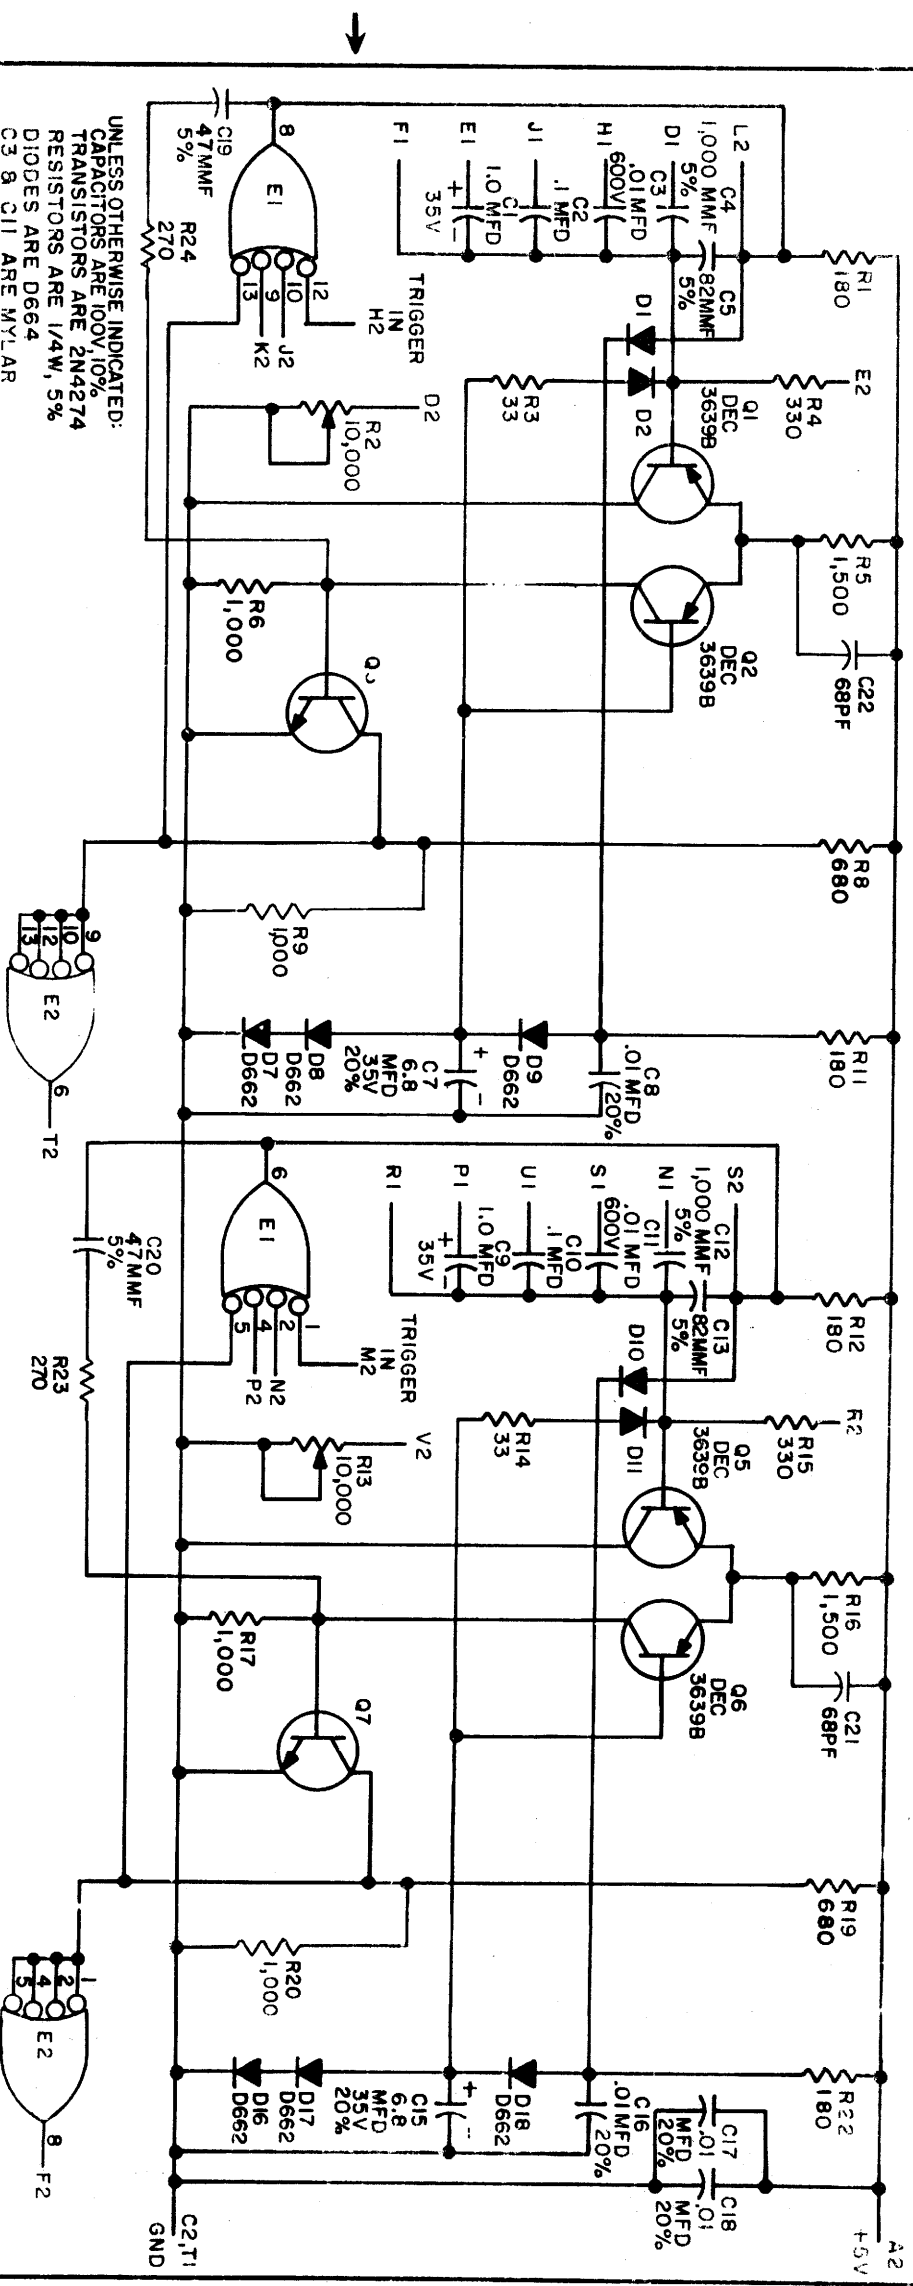 A2
+5V
R1
180
R4
330
E2
R5
1,500
C22
68PF
R8
680
R11
180
R12
180
R15
330
R2
R16
1,500
C21
68PF
R19
680
R22
180
L2
C4
1,000 MMF
5%
C5
82MMF
5%
D1
C3
.01MFD
600V
H1
C2
.1 MFD
J1
C1
1.0 MFD
+
35V
–
E1
F1
D1
D2
R3
33
Q1
DEC
3639B
Q2
DEC
3639B
C8
.01 MFD
(20%
D9
D662
+
–
C7
6.8
MFD
35V
20%
D8
D662
D7
D662
S2
C12
1,000 MMF
5%
C13
82MMF
5%
N1
C11
.01 MFD
600V
S1
C10
.1 MFD
U1
C9
1.0 MFD
+
35V
–
P1
R1
D10
D11
R14
33
Q5
DEC
3639B
Q6
DEC
3639B
C16
.01MFD
20%
C17
.01
MFD
20%
C18
.01
MFD
20%
D18
D662
+
--
C15
6.8
MFD
35V
20%
D17
D662
D16
D662
TRIGGER
IN
H2
12
10
9
13
J2
K2
E1
8
C19
47MMF
5%
R24
270
D2
R2
10,000
R6
1,000
R9
1,000
9
10
12
13
E2
6
T2
TRIGGER
IN
M2
1
2
4
5
N2
P2
E1
6
C20
47MMF
5%
R23
270
V2
R13
10,000
R17
1,000
Q7
R20
1,000
1
2
4
5
E2
8
F2
C2,T1
GND
UNLESS OTHERWISE INDICATED:
CAPACITORS ARE 100V,10%
TRANSISTORS ARE 2N4274
RESISTORS ARE 1/4W, 5%
DIODES ARE D664
C3 & C11 ARE MYLAR